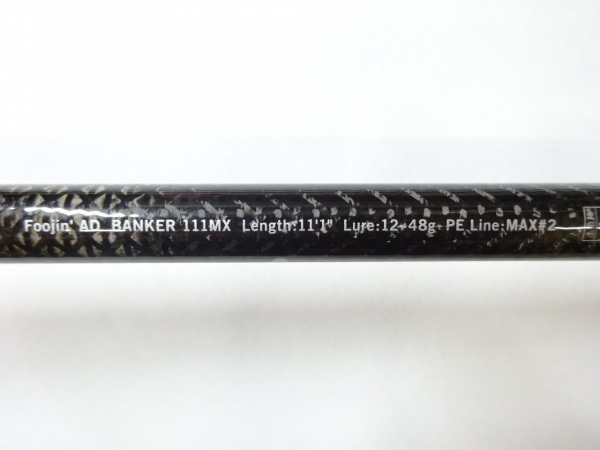 Foojin' AD BANKER 111MX Length:11'1" Lure:12-48g PE Line:MAX#2